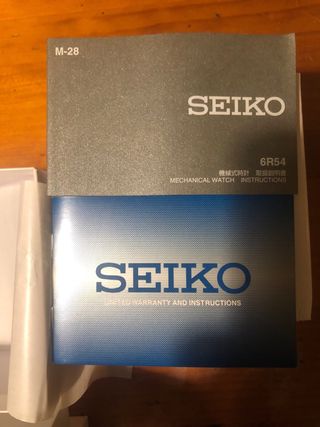 M-28
SEIKO
6R54
機械式時計 取扱説明書
MECHANICAL WATCH INSTRUCTIONS
SEIKO
LIMITED WARRANTY AND INSTRUCTIONS